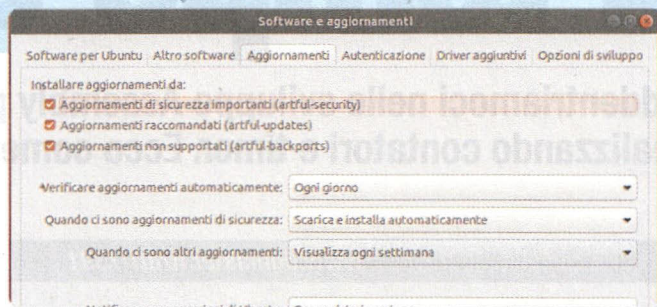 Software e aggiornamenti
Software per Ubuntu Altro software Aggiornamenti Autenticazione Driver aggiuntivi Opzioni di sviluppo
Installare aggiornamenti da:
Aggiornamenti di sicurezza importanti (artful-security)
Aggiornamenti raccomandati (artful-updates)
Aggiornamenti non supportati (artful-backports)
Verificare aggiornamenti automaticamente: Ogni giorno
Quando ci sono aggiornamenti di sicurezza: Scarica e installa automaticamente
Quando ci sono altri aggiornamenti: Visualizza ogni settimana